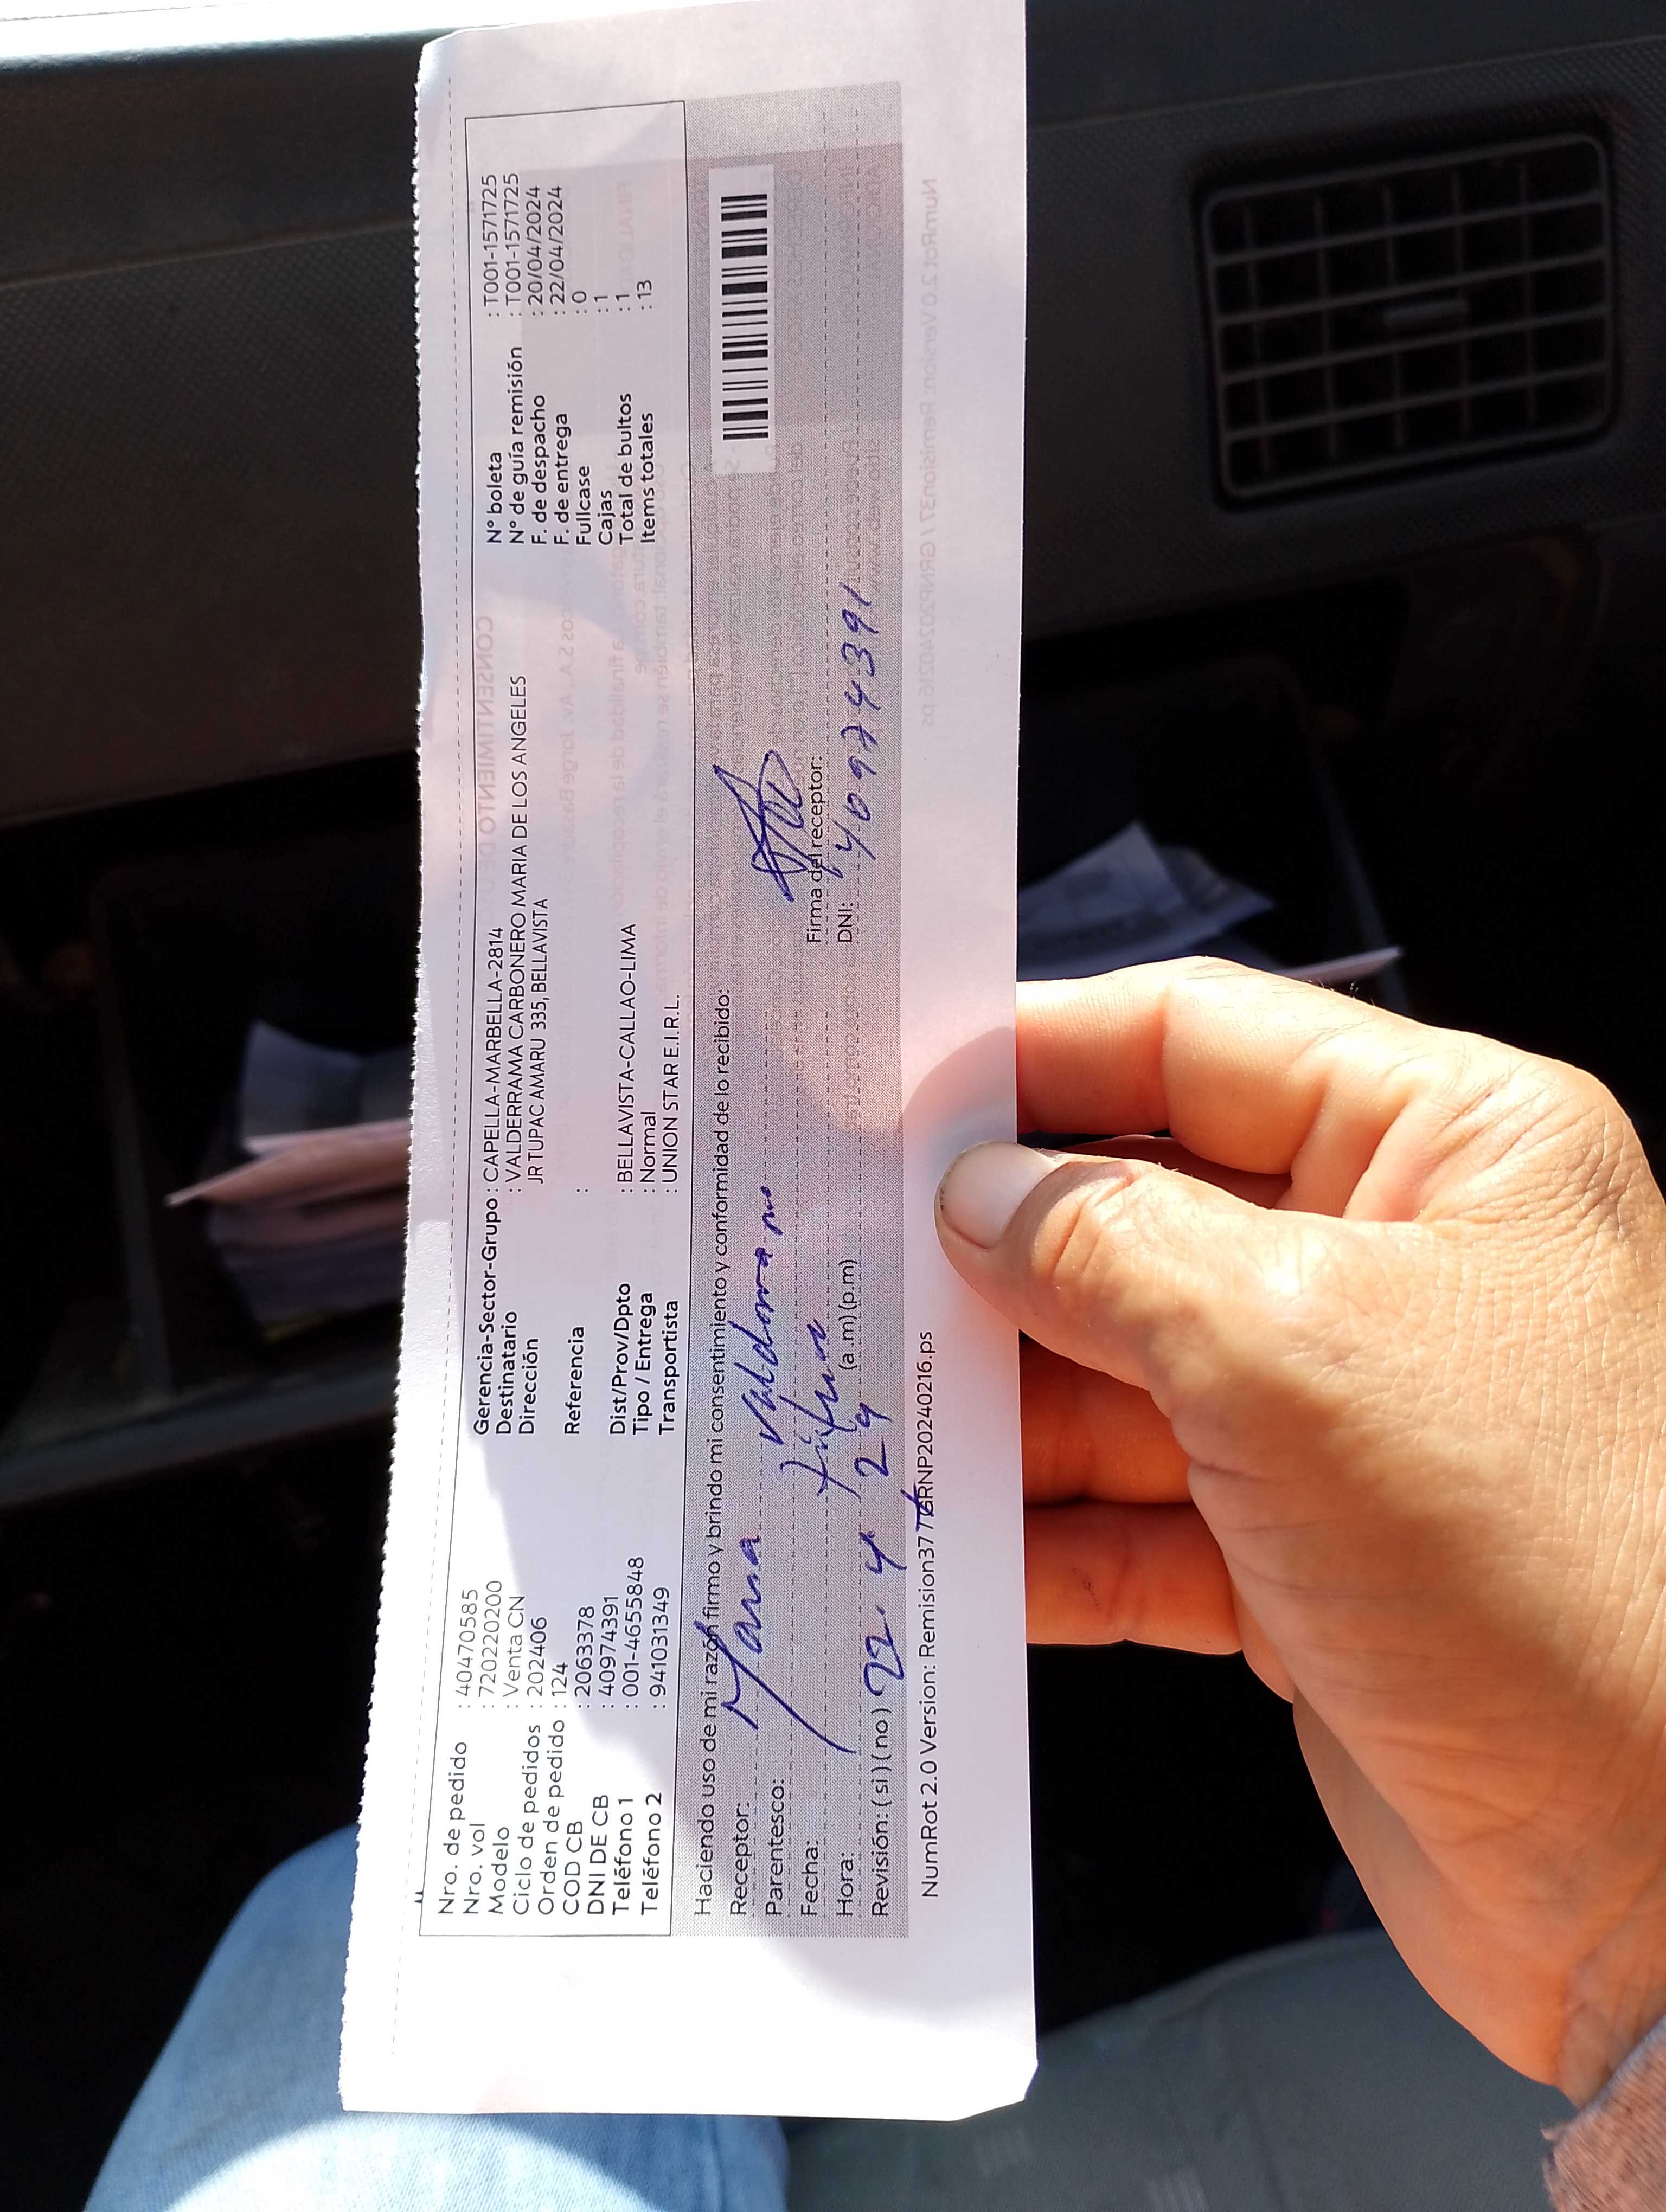 Nro. de pedido : 40470585
Nro. vol : 720220200
Modelo : Venta CN
Ciclo de pedidos : 202406
Orden de pedido : 124
COD CB : 2063378
DNI DE CB : 40974391
Teléfono 1 : 001-4655848
Teléfono 2 : 941031349
Gerencia-Sector-Grupo : CAPELLA-MARBELLA-2814
Destinatario : VALDERRAMA CARBONERO MARIA DE LOS ANGELES
Dirección JR TUPAC AMARU 335, BELLAVISTA
Referencia :
Dist/Prov/Dpto : BELLAVISTA-CALLAO-LIMA
Tipo / Entrega : Normal
Transportista : UNION STAR E.I.R.L.
N° boleta : T001-1571725
N° de guía remisión : T001-1571725
F. de despacho : 20/04/2024
F. de entrega : 22/04/2024
Fullcase : 0
Cajas : 1
Total de bultos : 1
Items totales : 13
Haciendo uso de mi razón firmo y brindo mi consentimiento y conformidad de lo recibido:
Receptor: Maria
Parentesco:
Fecha:
Hora: (a.m) (p.m)
Revisión: ( si ) ( no ) 22. 4 24
Firma del receptor:
DNI: 40974391
NumRot 2.0 Version: Remision37 GRNP20240216.ps